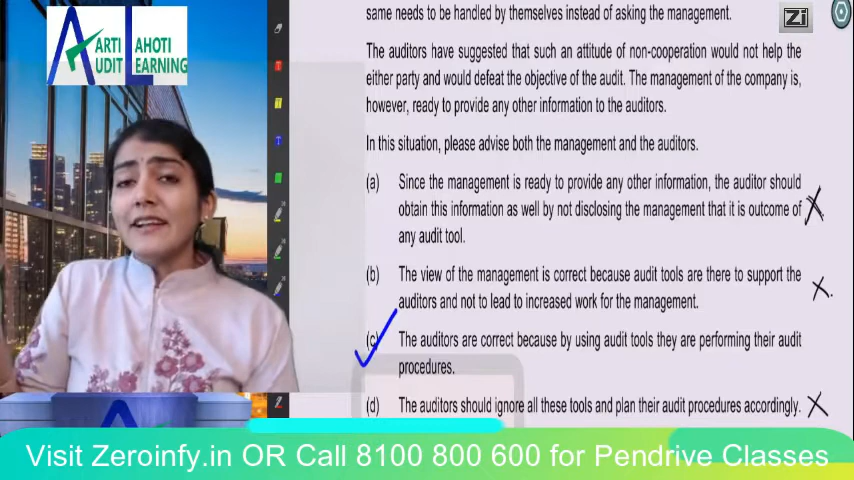 AARTI LAHOTI
AUDIT LEARNING
Zi
same needs to be handled by themselves instead of asking the management.
The auditors have suggested that such an attitude of non-cooperation would not help the
either party and would defeat the objective of the audit. The management of the company is,
however, ready to provide any other information to the auditors.
In this situation, please advise both the management and the auditors.
(a) Since the management is ready to provide any other information, the auditor should
obtain this information as well by not disclosing the management that it is outcome of
any audit tool.
(b) The view of the management is correct because audit tools are there to support the
auditors and not to lead to increased work for the management.
(c) The auditors are correct because by using audit tools they are performing their audit
procedures.
(d) The auditors should ignore all these tools and plan their audit procedures accordingly.
Visit Zeroinfy.in OR Call 8100 800 600 for Pendrive Classes